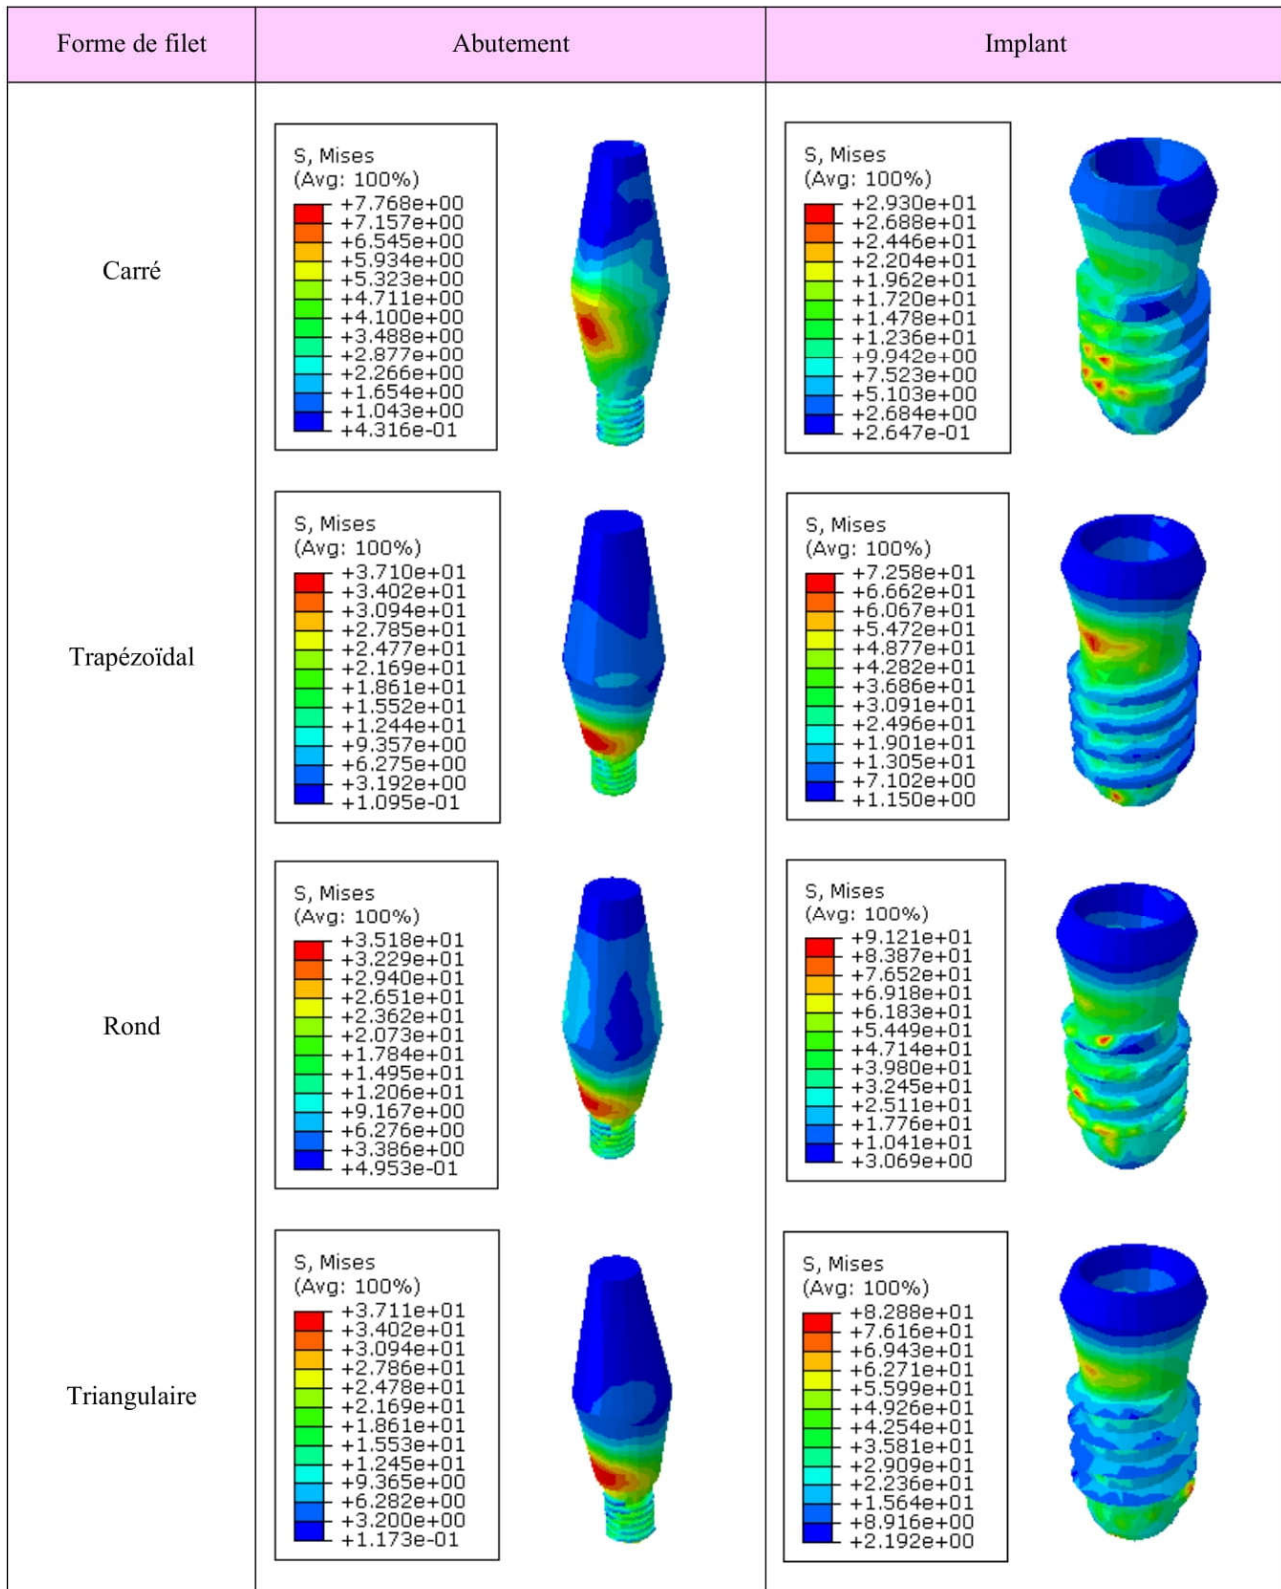 Forme de filet
Abutement
Implant
Carré
S, Mises
(Avg: 100%)
+7.768e+00
+7.157e+00
+6.545e+00
+5.934e+00
+5.323e+00
+4.711e+00
+4.100e+00
+3.488e+00
+2.877e+00
+2.266e+00
+1.654e+00
+1.043e+00
+4.316e-01
S, Mises
(Avg: 100%)
+2.930e+01
+2.688e+01
+2.446e+01
+2.204e+01
+1.962e+01
+1.720e+01
+1.478e+01
+1.236e+01
+9.942e+00
+7.523e+00
+5.103e+00
+2.684e+00
+2.647e-01
Trapézoïdal
S, Mises
(Avg: 100%)
+3.710e+01
+3.402e+01
+3.094e+01
+2.785e+01
+2.477e+01
+2.169e+01
+1.861e+01
+1.552e+01
+1.244e+01
+9.357e+00
+6.275e+00
+3.192e+00
+1.095e-01
S, Mises
(Avg: 100%)
+7.258e+01
+6.662e+01
+6.067e+01
+5.472e+01
+4.877e+01
+4.282e+01
+3.686e+01
+3.091e+01
+2.496e+01
+1.901e+01
+1.305e+01
+7.102e+00
+1.150e+00
Rond
S, Mises
(Avg: 100%)
+3.518e+01
+3.229e+01
+2.940e+01
+2.651e+01
+2.362e+01
+2.073e+01
+1.784e+01
+1.495e+01
+1.206e+01
+9.167e+00
+6.276e+00
+3.386e+00
+4.953e-01
S, Mises
(Avg: 100%)
+9.121e+01
+8.387e+01
+7.652e+01
+6.918e+01
+6.183e+01
+5.449e+01
+4.714e+01
+3.980e+01
+3.245e+01
+2.511e+01
+1.776e+01
+1.041e+01
+3.069e+00
Triangulaire
S, Mises
(Avg: 100%)
+3.711e+01
+3.402e+01
+3.094e+01
+2.786e+01
+2.478e+01
+2.169e+01
+1.861e+01
+1.553e+01
+1.245e+01
+9.365e+00
+6.282e+00
+3.200e+00
+1.173e-01
S, Mises
(Avg: 100%)
+8.288e+01
+7.616e+01
+6.943e+01
+6.271e+01
+5.599e+01
+4.926e+01
+4.254e+01
+3.581e+01
+2.909e+01
+2.236e+01
+1.564e+01
+8.916e+00
+2.192e+00